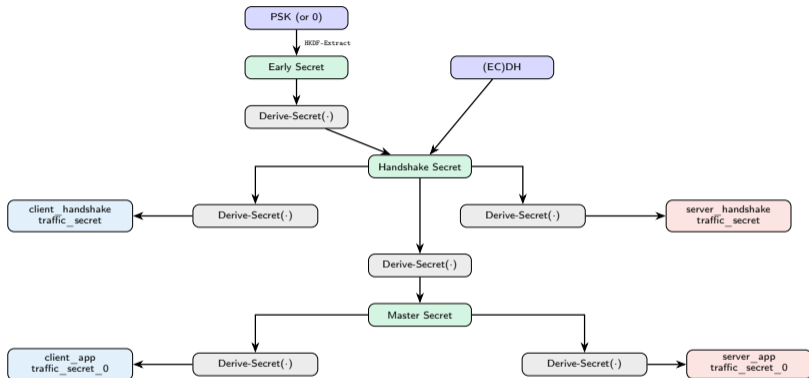 PSK (or 0)
HKDF-Extract
Early Secret
(EC)DH
Derive-Secret(·)
Handshake Secret
client_handshake
traffic_secret
Derive-Secret(·)
Derive-Secret(·)
server_handshake
traffic_secret
Derive-Secret(·)
Master Secret
client_app
traffic_secret_0
Derive-Secret(·)
Derive-Secret(·)
server_app
traffic_secret_0